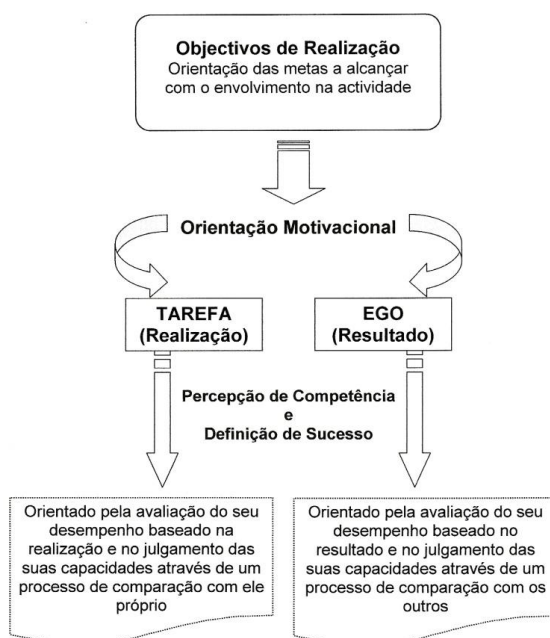 Objectivos de Realização
Orientação das metas a alcançar
com o envolvimento na actividade
Orientação Motivacional
TAREFA
(Realização)
EGO
(Resultado)
Percepção de Competência
e
Definição de Sucesso
Orientado pela avaliação do seu
desempenho baseado na
realização e no julgamento das
suas capacidades através de um
processo de comparação com ele
próprio
Orientado pela avaliação do seu
desempenho baseado no
resultado e no julgamento das
suas capacidades através de um
processo de comparação com os
outros